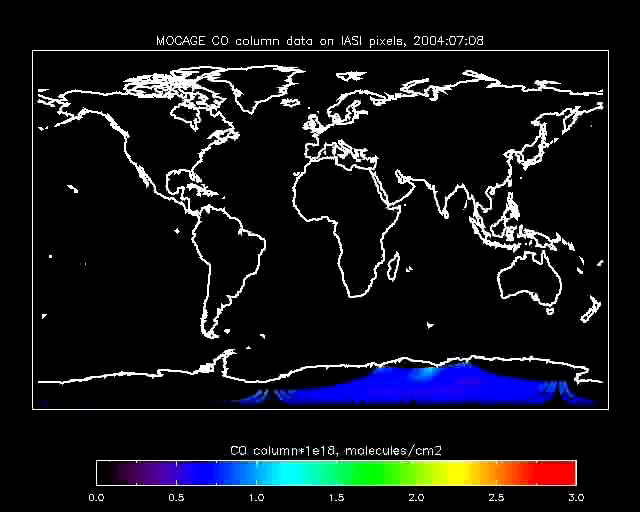 MOCAGE CO column data on IASI pixels, 2004:07:08
CO column*1e18, molecules/cm2
0.0 0.5 1.0 1.5 2.0 2.5 3.0